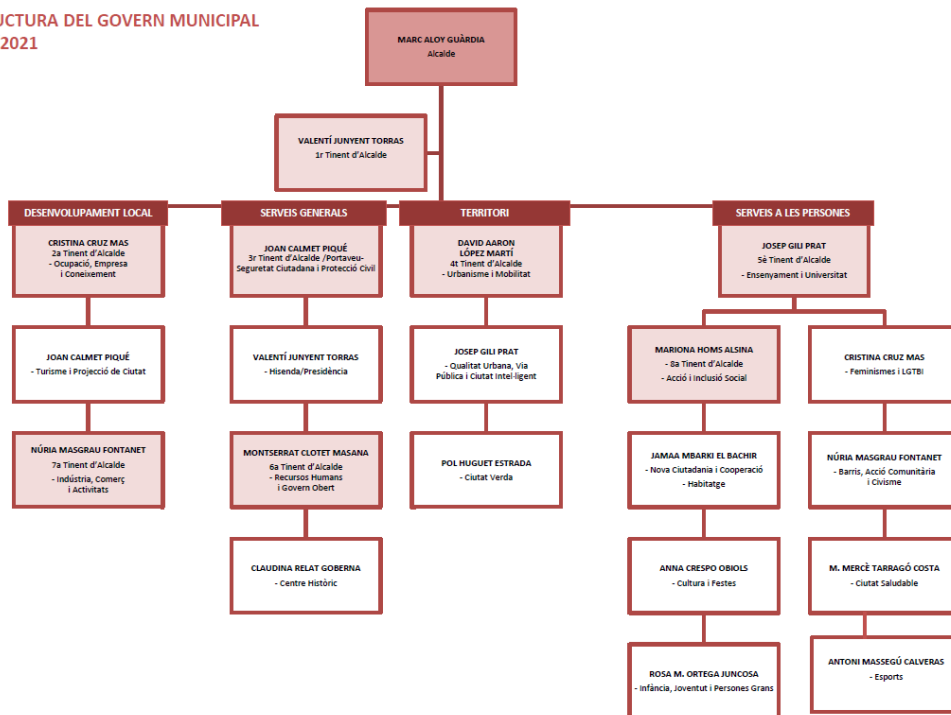 UCTURA DEL GOVERN MUNICIPAL
2021
MARC ALOY GUÀRDIA
Alcalde
VALENTÍ JUNYENT TORRAS
1r Tinent d'Alcalde
DESENVOLUPAMENT LOCAL
CRISTINA CRUZ MAS
2a Tinent d'Alcalde
- Ocupació, Empresa
i Coneixement
JOAN CALMET PIQUÉ
- Turisme i Projecció de Ciutat
NÚRIA MASGRAU FONTANET
7a Tinent d'Alcalde
- Indústria, Comerç
i Activitats
SERVEIS GENERALS
JOAN CALMET PIQUÉ
3r Tinent d'Alcalde /Portaveu-
Seguretat Ciutadana i Protecció Civil
VALENTÍ JUNYENT TORRAS
- Hisenda/Presidència
MONTSERRAT CLOTET MASANA
6a Tinent d'Alcalde
- Recursos Humans
i Govern Obert
CLAUDINA RELAT GOBERNA
- Centre Històric
TERRITORI
DAVID AARON
LÓPEZ MARTÍ
4t Tinent d'Alcalde
- Urbanisme i Mobilitat
JOSEP GILI PRAT
- Qualitat Urbana, Via
Pública i Ciutat Intel·ligent
POL HUGUET ESTRADA
- Ciutat Verda
SERVEIS A LES PERSONES
JOSEP GILI PRAT
5è Tinent d'Alcalde
- Ensenyament i Universitat
MARIONA HOMS ALSINA
- 8a Tinent d'Alcalde
- Acció i Inclusió Social
JAMAA MBARKI EL BACHIR
- Nova Ciutadania i Cooperació
- Habitatge
ANNA CRESPO OBIOLS
- Cultura i Festes
ROSA M. ORTEGA JUNCOSA
- Infància, Joventut i Persones Grans
CRISTINA CRUZ MAS
- Feminismes i LGTBI
NÚRIA MASGRAU FONTANET
- Barris, Acció Comunitària
i Civisme
M. MERCÈ TARRAGÓ COSTA
- Ciutat Saludable
ANTONI MASSEGÚ CALVERAS
- Esports